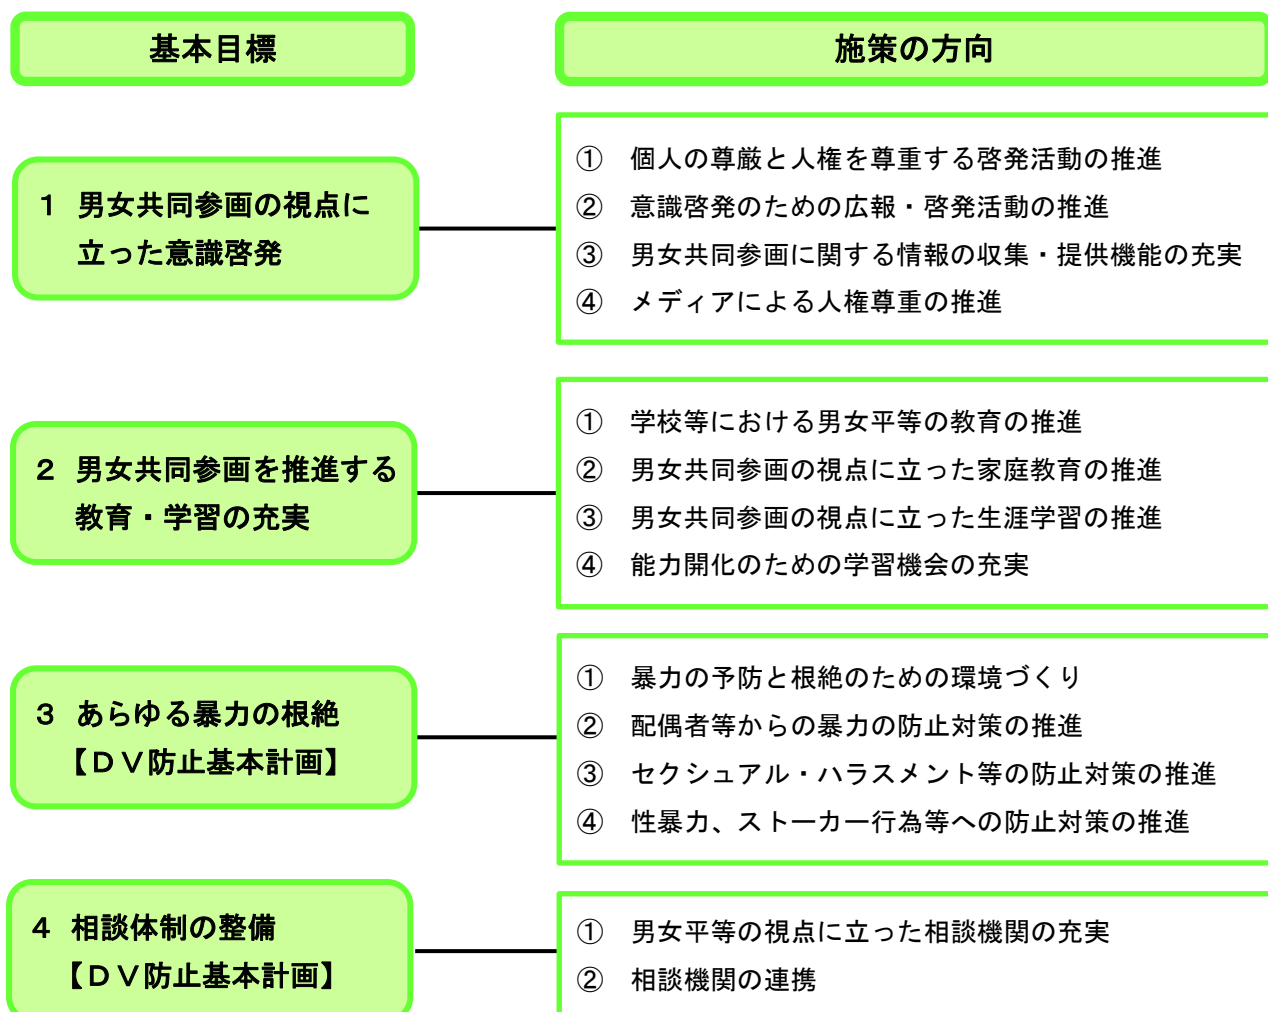 基本目標
施策の方向
１ 男女共同参画の視点に
立った意識啓発
① 個人の尊厳と人権を尊重する啓発活動の推進
② 意識啓発のための広報・啓発活動の推進
③ 男女共同参画に関する情報の収集・提供機能の充実
④ メディアによる人権尊重の推進
２ 男女共同参画を推進する
教育・学習の充実
① 学校等における男女平等の教育の推進
② 男女共同参画の視点に立った家庭教育の推進
③ 男女共同参画の視点に立った生涯学習の推進
④ 能力開化のための学習機会の充実
３ あらゆる暴力の根絶
【ＤＶ防止基本計画】
① 暴力の予防と根絶のための環境づくり
② 配偶者等からの暴力の防止対策の推進
③ セクシュアル・ハラスメント等の防止対策の推進
④ 性暴力、ストーカー行為等への防止対策の推進
４ 相談体制の整備
【ＤＶ防止基本計画】
① 男女平等の視点に立った相談機関の充実
② 相談機関の連携